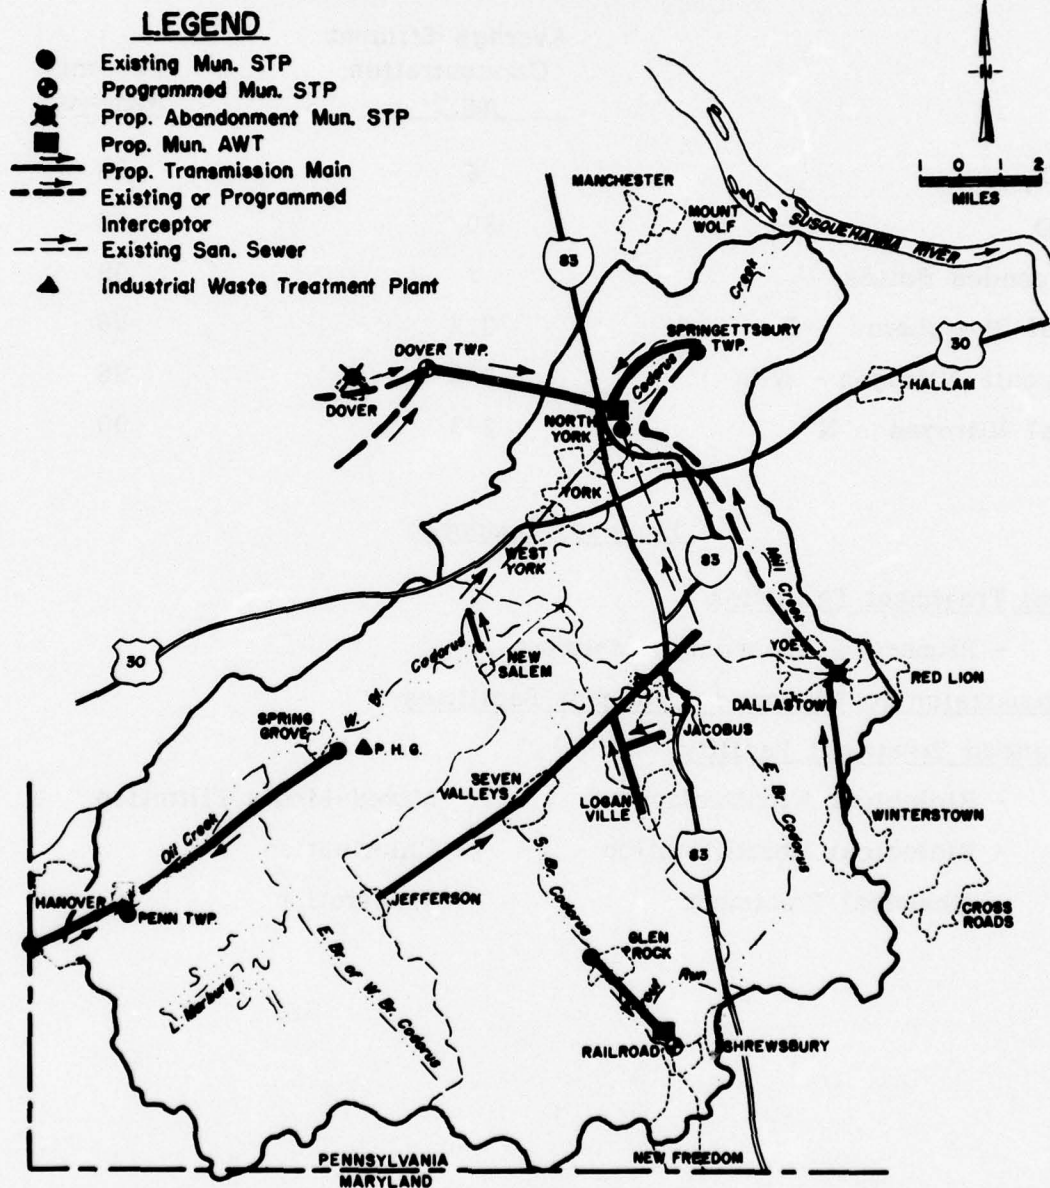 LEGEND
Existing Mun. STP
Programmed Mun. STP
Prop. Abandonment Mun. STP
Prop. Mun. AWT
Prop. Transmission Main
Existing or Programmed
Interceptor
Existing San. Sewer
Industrial Waste Treatment Plant
N
1 0 1 2
MILES
MANCHESTER
MOUNT
WOLF
SUSQUEHANNA RIVER
83
Creek
Codorus
SPRINGETTSBURY
TWP.
30
HALLAM
DOVER TWP.
DOVER
NORTH
YORK
YORK
WEST
YORK
83
Mill Creek
30
Codorus
W. Br.
NEW
SALEM
YOE
RED LION
DALLASTOWN
SPRING
GROVE
P. H. G.
JACOBUS
SEVEN
VALLEYS
LOGAN-
VILLE
E. Br. Codorus
WINTERSTOWN
Oil Creek
S. Br. Codorus
83
HANOVER
PENN TWP.
JEFFERSON
CROSS
ROADS
GLEN
ROCK
Run
L. Marburg
E. Br. of W. Br. Codorus
RAILROAD
SHREWSBURY
NEW FREEDOM
PENNSYLVANIA
MARYLAND